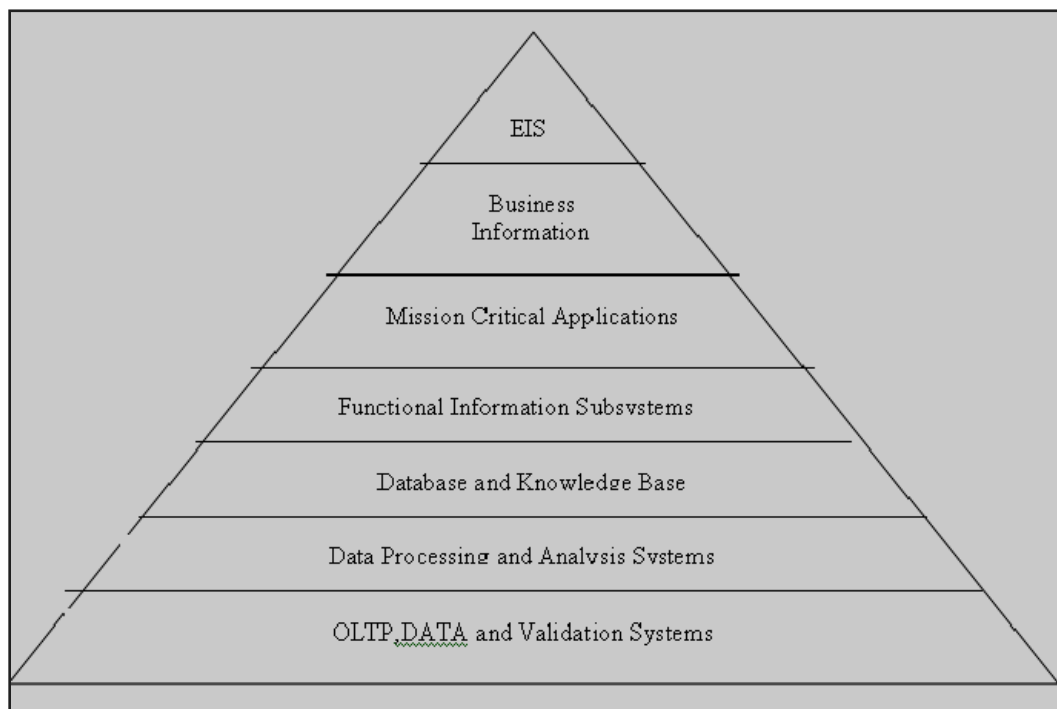 EIS
Business
Information
Mission Critical Applications
Functional Information Subsystems
Database and Knowledge Base
Data Processing and Analysis Systems
OLTP,DATA and Validation Systems